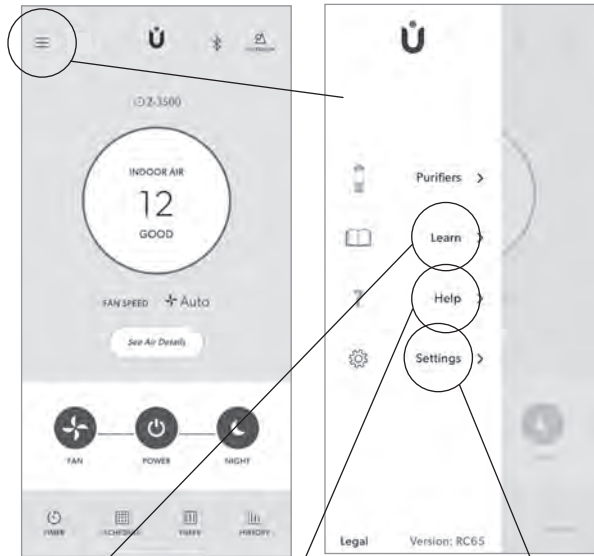 Z-3500
INDOOR AIR
12
GOOD
FAN SPEED Auto
See Air Details
FAN
POWER
NIGHT
TIMER
SCHEDULE
HISTORY
Purifiers >
Learn >
Help >
Settings >
Legal
Version: RC65